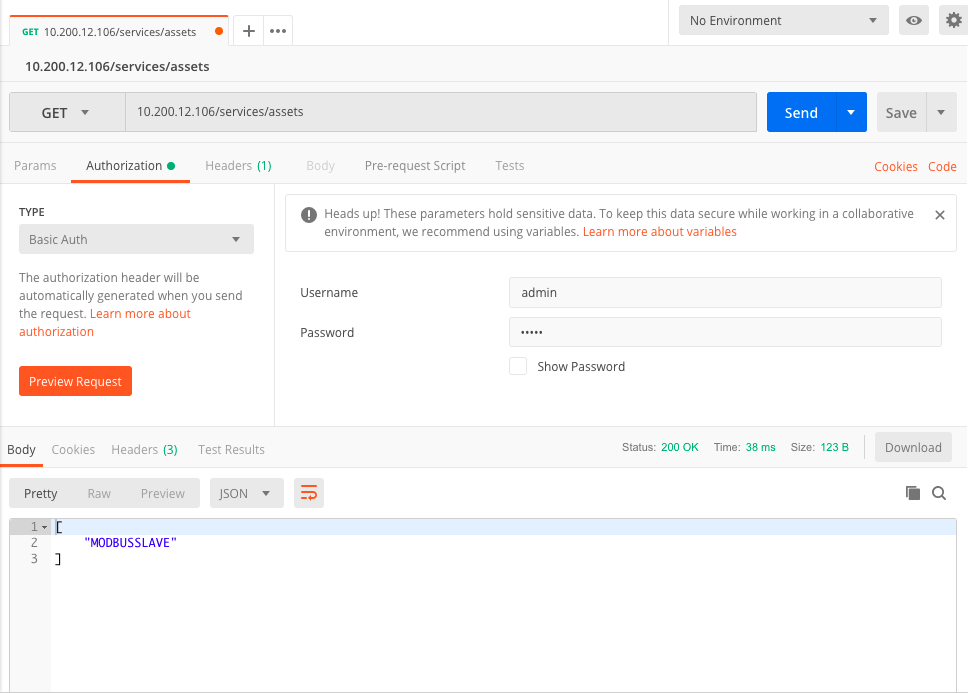 GET 10.200.12.106/services/assets
No Environment
10.200.12.106/services/assets
GET
10.200.12.106/services/assets
Send
Save
Params
Authorization
Headers (1)
Body
Pre-request Script
Tests
Cookies
Code
TYPE
Basic Auth
The authorization header will be
automatically generated when you send
the request. Learn more about
authorization
Preview Request
Heads up! These parameters hold sensitive data. To keep this data secure while working in a collaborative
environment, we recommend using variables. Learn more about variables
Username
admin
Password
•••••
Show Password
Body
Cookies
Headers (3)
Test Results
Status: 200 OK
Time: 38 ms
Size: 123 B
Download
Pretty
Raw
Preview
JSON
1 [
2 "MODBUSSLAVE"
3 ]